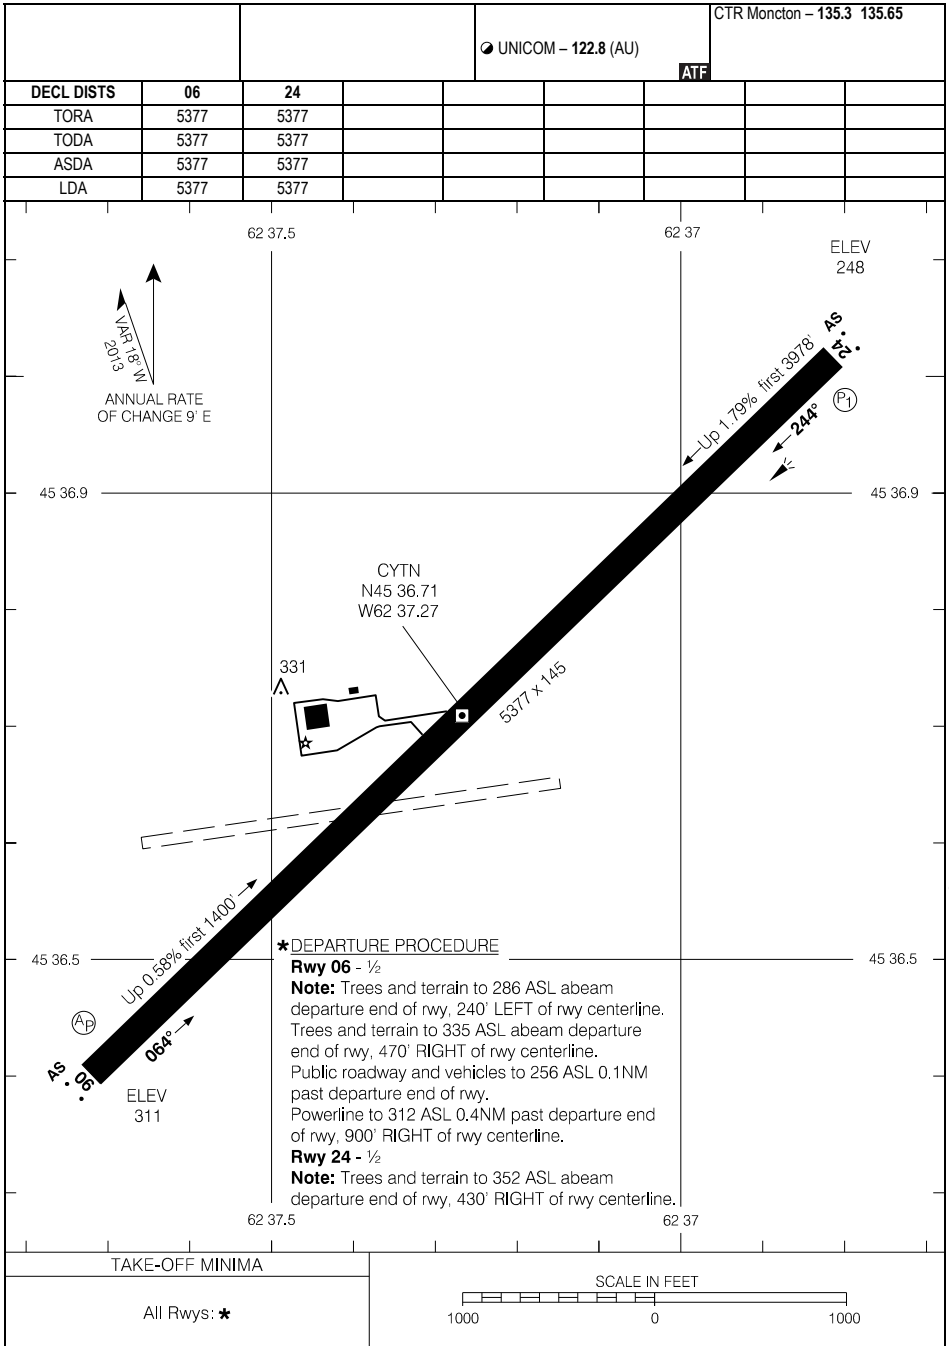 CTR Moncton – 135.3 135.65
UNICOM – 122.8 (AU)
ATF
DECL DISTS 06 24
TORA 5377 5377
TODA 5377 5377
ASDA 5377 5377
LDA 5377 5377
62 37.5 62 37
ELEV
248
VAR 18° W
2013
ANNUAL RATE
OF CHANGE 9' E
AS
24
P1
Up 1.79% first 3978'
244°
45 36.9 45 36.9
CYTN
N45 36.71
W62 37.27
331
5377 x 145
Up 0.58% first 1400'
45 36.5 45 36.5
AP
064°
AS
06
ELEV
311
*DEPARTURE PROCEDURE
Rwy 06 - ½
Note: Trees and terrain to 286 ASL abeam
departure end of rwy, 240' LEFT of rwy centerline.
Trees and terrain to 335 ASL abeam departure
end of rwy, 470' RIGHT of rwy centerline.
Public roadway and vehicles to 256 ASL 0.1NM
past departure end of rwy.
Powerline to 312 ASL 0.4NM past departure end
of rwy, 900' RIGHT of rwy centerline.
Rwy 24 - ½
Note: Trees and terrain to 352 ASL abeam
departure end of rwy, 430' RIGHT of rwy centerline.
62 37.5 62 37
TAKE-OFF MINIMA
All Rwys: *
SCALE IN FEET
1000 0 1000